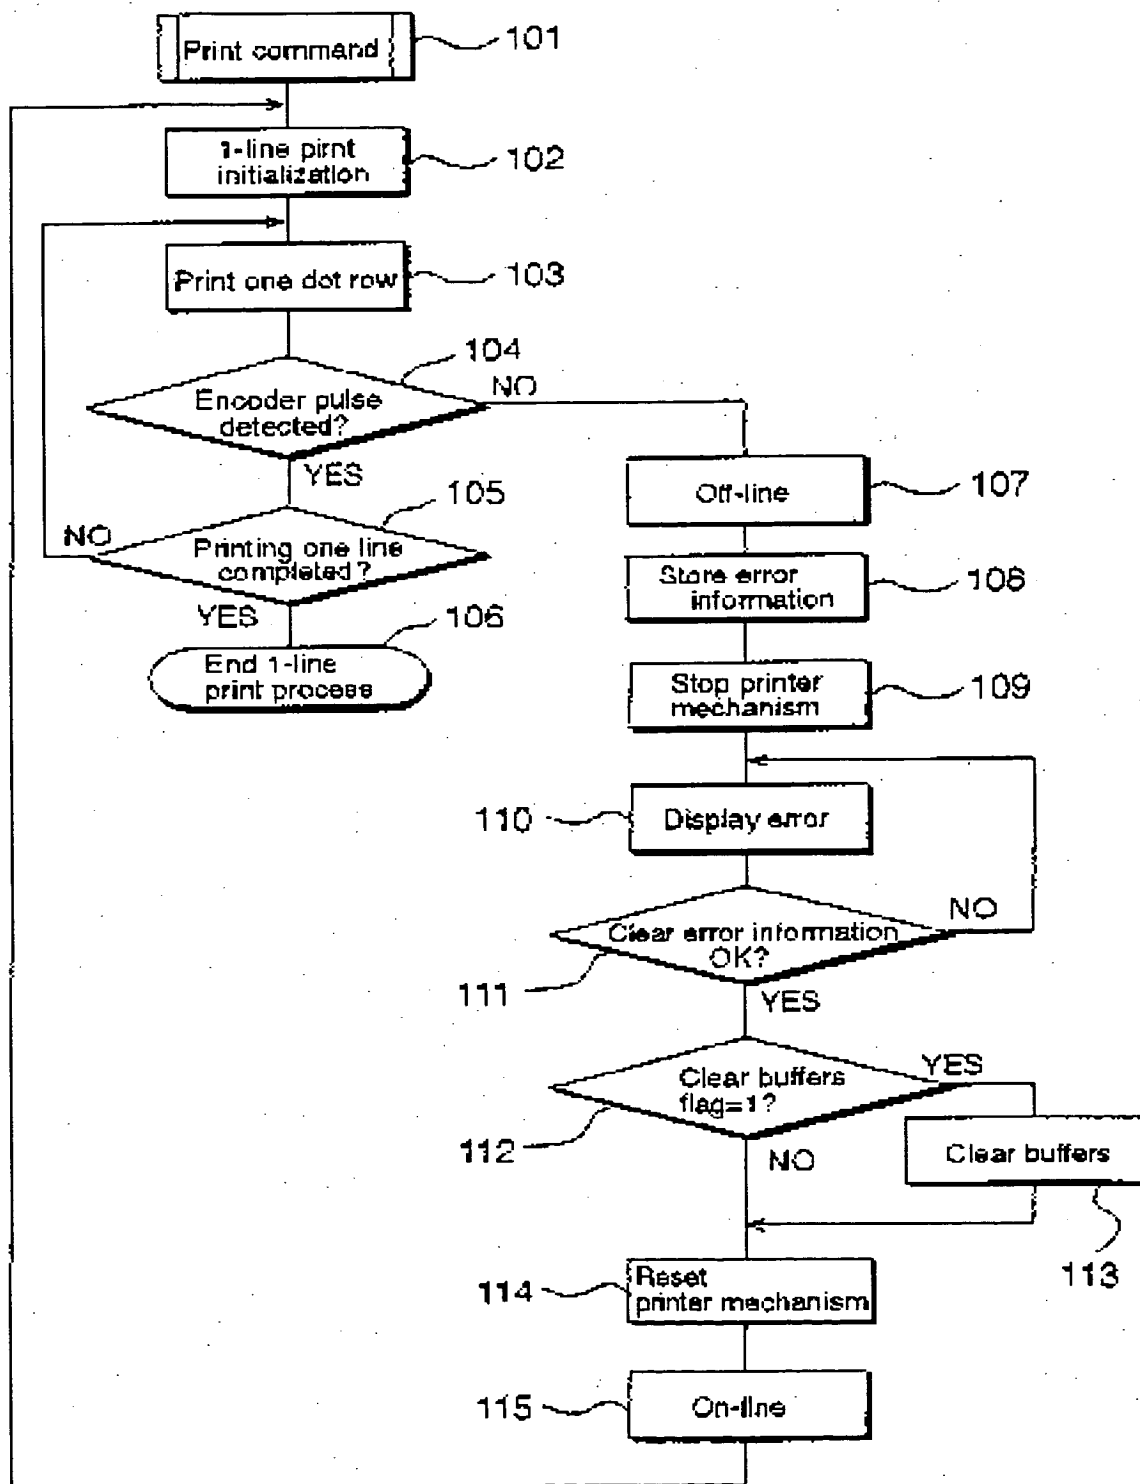 Print command
101
1-line pirnt
initialization
102
Print one dot row
103
104
Encoder pulse
detected?
NO
YES
Off-line
107
105
NO
Printing one line
completed?
YES
Store error
information
108
106
End 1-line
print process
Stop printer
mechanism
109
110
Display error
Clear error information
OK?
NO
111
YES
Clear buffers
flag=1?
YES
112
NO
Clear buffers
113
114
Reset
printer mechanism
115
On-line